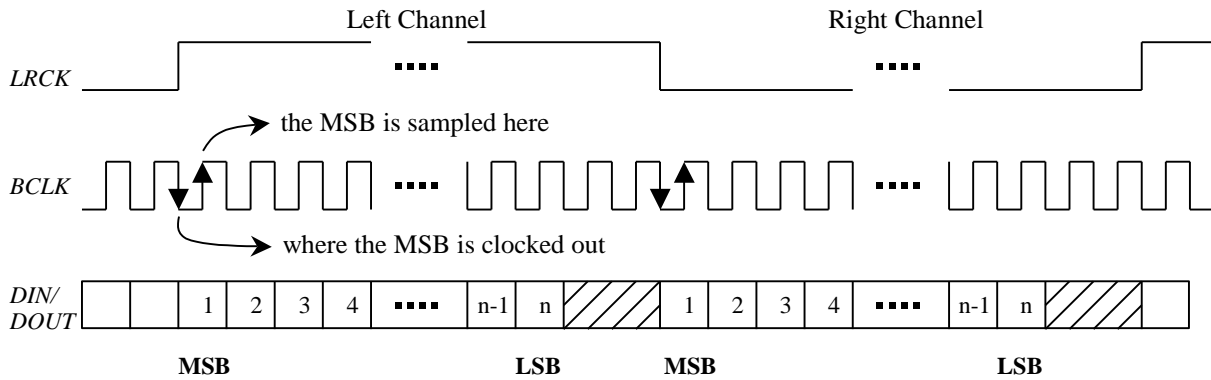 Left Channel Right Channel
LRCK
the MSB is sampled here
BCLK
where the MSB is clocked out
DIN/
DOUT
1 2 3 4 n-1 n 1 2 3 4 n-1 n
MSB LSB MSB LSB